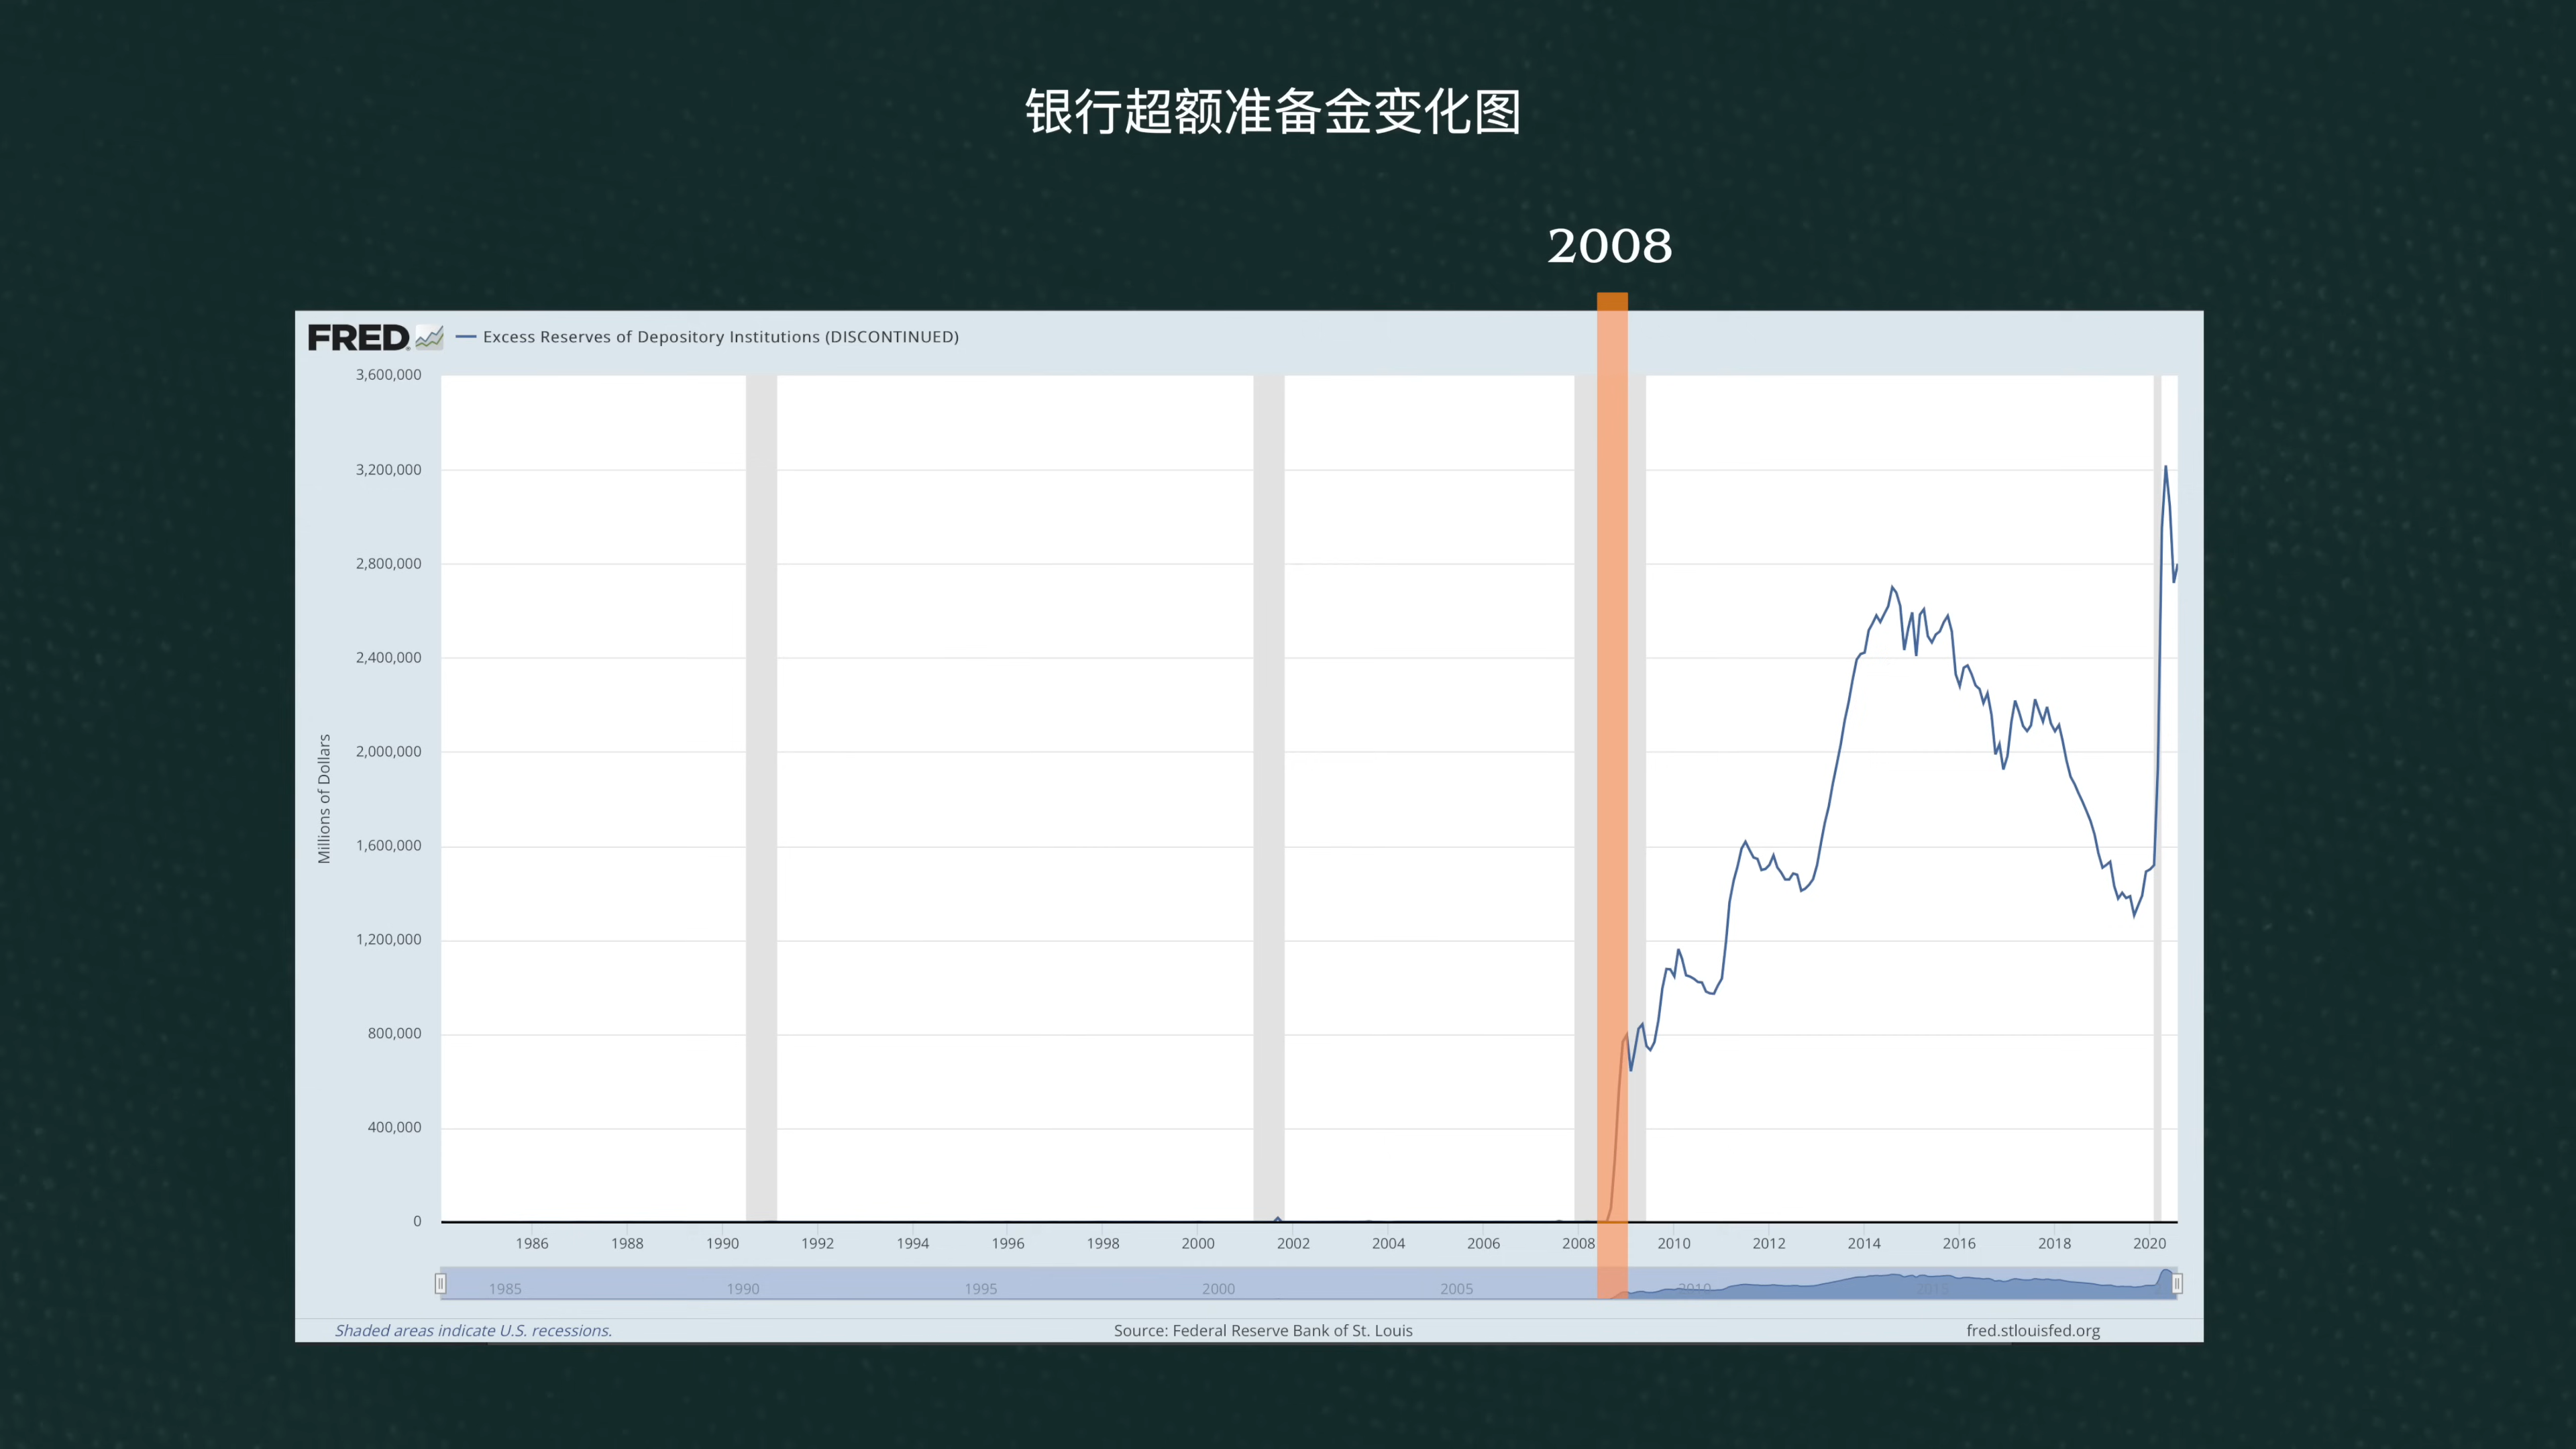 银行超额准备金变化图
2008
FRED Excess Reserves of Depository Institutions (DISCONTINUED)
Millions of Dollars
3,600,000
3,200,000
2,800,000
2,400,000
2,000,000
1,600,000
1,200,000
800,000
400,000
0
1986 1988 1990 1992 1994 1996 1998 2000 2002 2004 2006 2008 2010 2012 2014 2016 2018 2020
1985 1990 1995 2000 2005 2010 2015
Shaded areas indicate U.S. recessions. Source: Federal Reserve Bank of St. Louis fred.stlouisfed.org